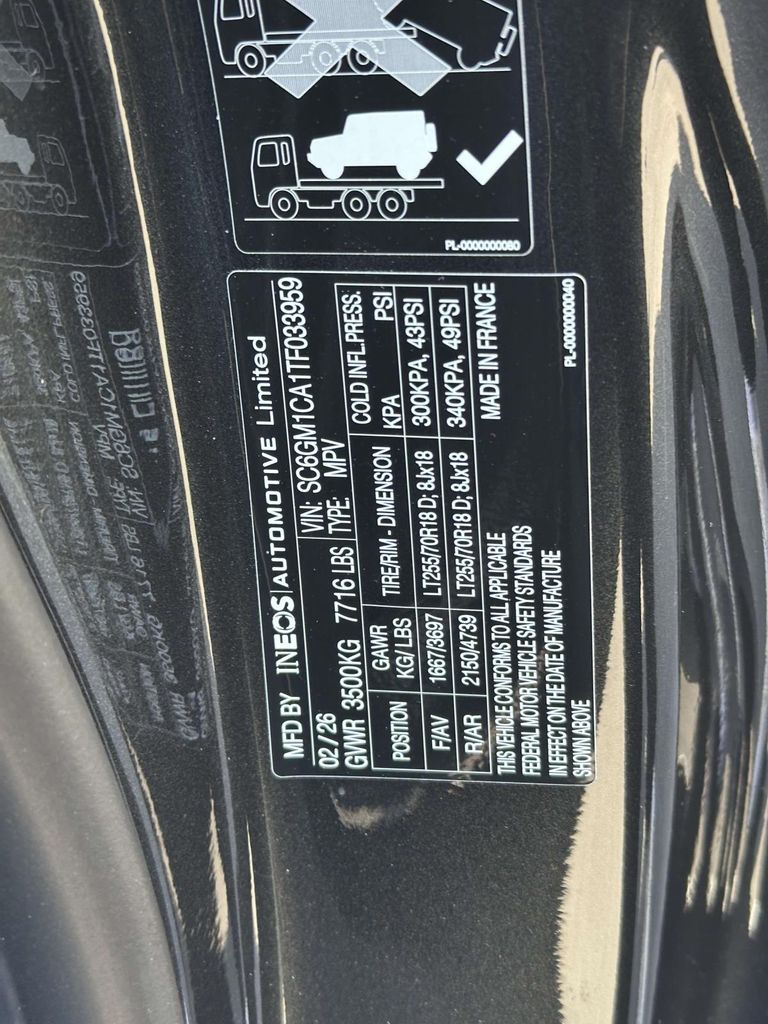 PL-0000000080
MFD BY INEOS | AUTOMOTIVE Limited
02 / 26 VIN: SC6GM1CA1TF033959
GVWR 3500KG 7716 LBS TYPE: MPV
POSITION GAWR KG/LBS TIRE/RIM - DIMENSION COLD INFL.PRESS. KPA PSI
F/AV 1667/3697 LT255/70R18 D; 8Jx18 300KPA, 43PSI
R/AR 2150/4739 LT255/70R18 D; 8Jx18 340KPA, 49PSI
THIS VEHICLE CONFORMS TO ALL APPLICABLE MADE IN FRANCE
FEDERAL MOTOR VEHICLE SAFETY STANDARDS
IN EFFECT ON THE DATE OF MANUFACTURE
SHOWN ABOVE
PL-0000000040